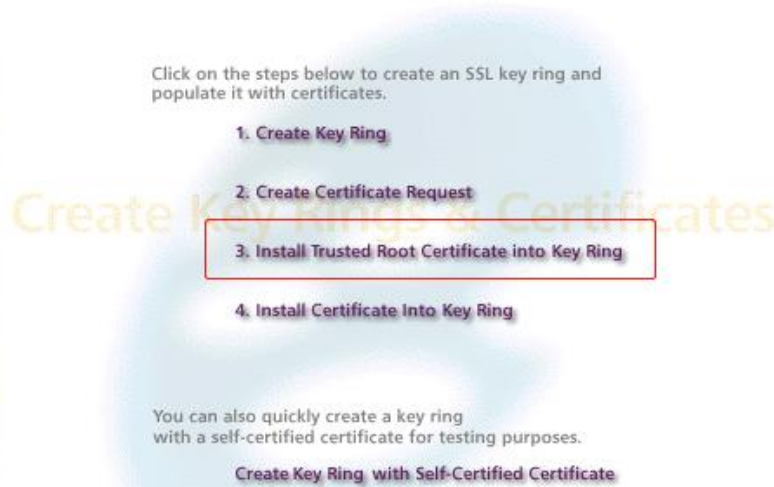 Click on the steps below to create an SSL key ring and
populate it with certificates.
1. Create Key Ring
2. Create Certificate Request
Create Key Rings & Certificates
3. Install Trusted Root Certificate into Key Ring
4. Install Certificate Into Key Ring
You can also quickly create a key ring
with a self-certified certificate for testing purposes.
Create Key Ring with Self-Certified Certificate